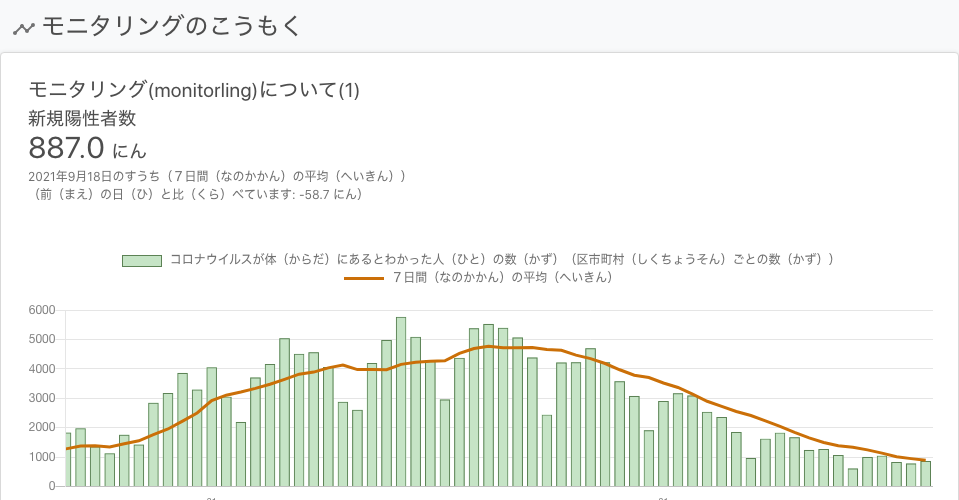 モニタリングのこうもく
モニタリング(monitorling)について(1)
新規陽性者数
887.0 にん
2021年9月18日のすうち（７日間（なのかかん）の平均（へいきん））
（前（まえ）の日（ひ）と比（くら）べています: -58.7 にん）
コロナウイルスが体（からだ）にあるとわかった人（ひと）の数（かず）（区市町村（しくちょうそん）ごとの数（かず））
７日間（なのかかん）の平均（へいきん）
6000
5000
4000
3000
2000
1000
0